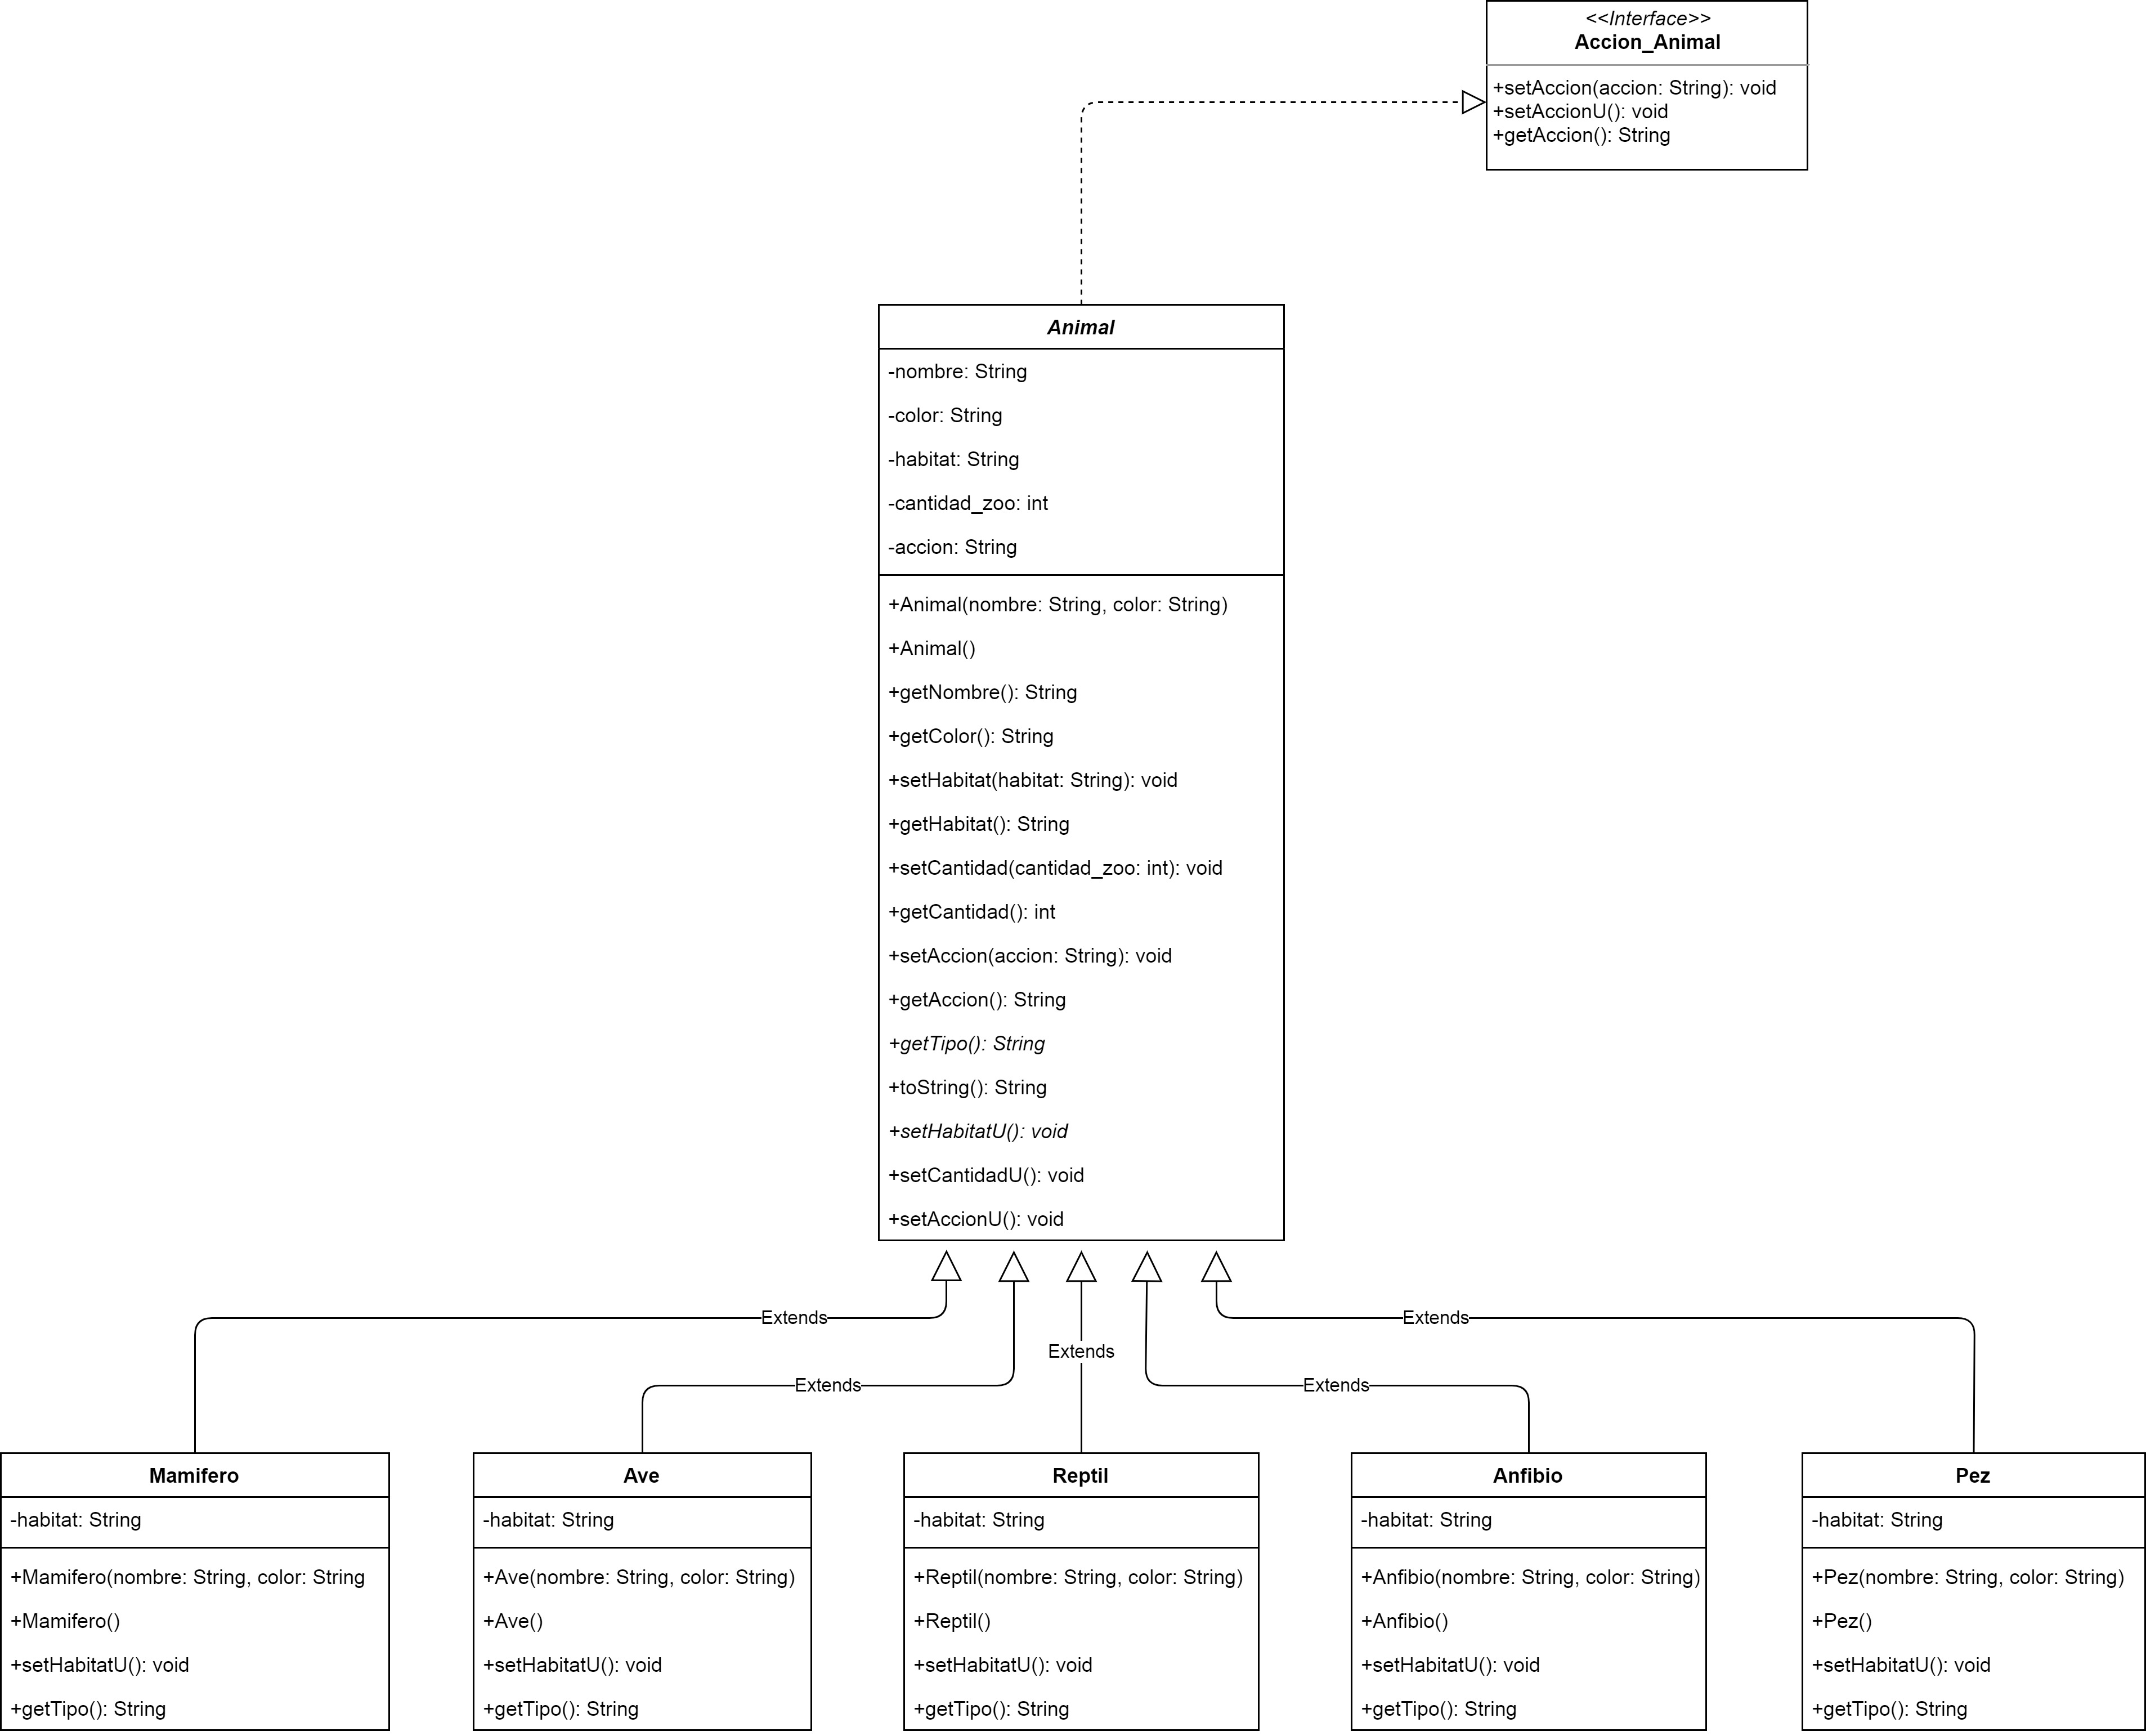 <<Interface>>
Accion_Animal
+setAccion(accion: String): void
+setAccionU(): void
+getAccion(): String
Animal
-nombre: String
-color: String
-habitat: String
-cantidad_zoo: int
-accion: String
+Animal(nombre: String, color: String)
+Animal()
+getNombre(): String
+getColor(): String
+setHabitat(habitat: String): void
+getHabitat(): String
+setCantidad(cantidad_zoo: int): void
+getCantidad(): int
+setAccion(accion: String): void
+getAccion(): String
+getTipo(): String
+toString(): String
+setHabitatU(): void
+setCantidadU(): void
+setAccionU(): void
Extends
Extends
Extends
Extends
Extends
Mamifero
-habitat: String
+Mamifero(nombre: String, color: String
+Mamifero()
+setHabitatU(): void
+getTipo(): String
Ave
-habitat: String
+Ave(nombre: String, color: String)
+Ave()
+setHabitatU(): void
+getTipo(): String
Reptil
-habitat: String
+Reptil(nombre: String, color: String)
+Reptil()
+setHabitatU(): void
+getTipo(): String
Anfibio
-habitat: String
+Anfibio(nombre: String, color: String)
+Anfibio()
+setHabitatU(): void
+getTipo(): String
Pez
-habitat: String
+Pez(nombre: String, color: String)
+Pez()
+setHabitatU(): void
+getTipo(): String